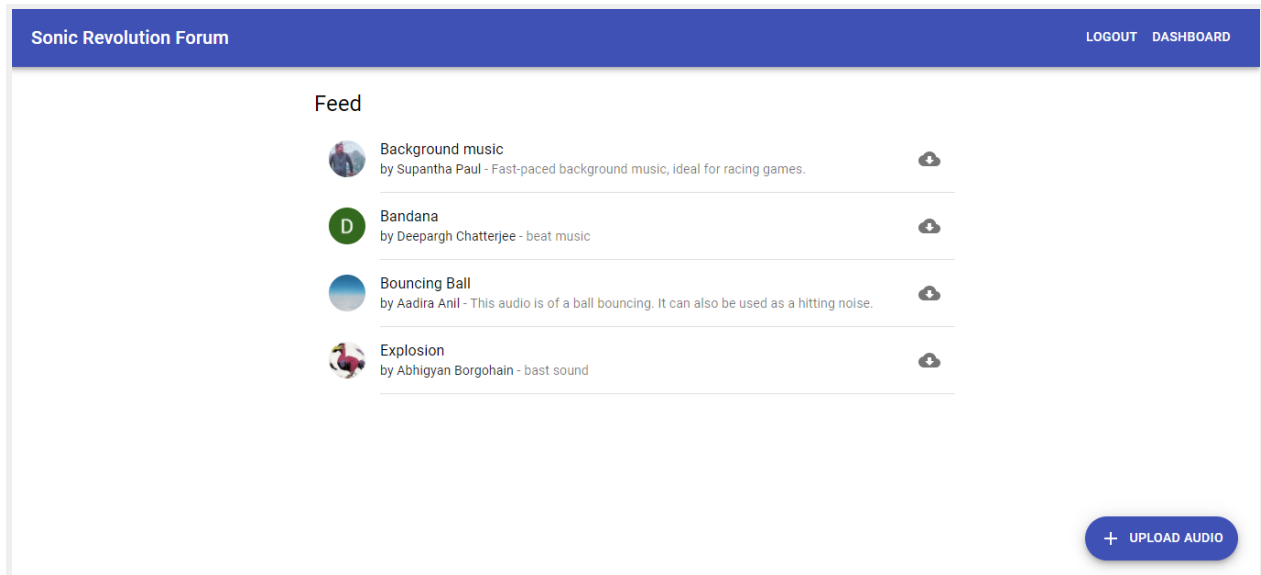 Sonic Revolution Forum
LOGOUT DASHBOARD
Feed
Background music
by Supantha Paul - Fast-paced background music, ideal for racing games.
D
Bandana
by Deepargh Chatterjee - beat music
Bouncing Ball
by Aadira Anil - This audio is of a ball bouncing. It can also be used as a hitting noise.
Explosion
by Abhigyan Borgohain - bast sound
+ UPLOAD AUDIO